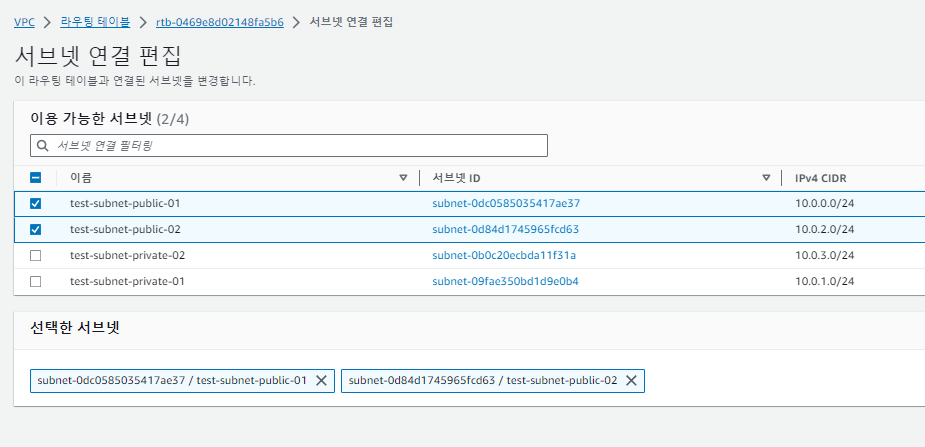 VPC > 라우팅 테이블 > rtb-0469e8d02148fa5b6 > 서브넷 연결 편집
서브넷 연결 편집
이 라우팅 테이블과 연결된 서브넷을 변경합니다.
이용 가능한 서브넷 (2/4)
서브넷 연결 필터링
이름 서브넷 ID IPv4 CIDR
test-subnet-public-01 subnet-0dc0585035417ae37 10.0.0.0/24
test-subnet-public-02 subnet-0d84d1745965fcd63 10.0.2.0/24
test-subnet-private-02 subnet-0b0c20ecbda11f31a 10.0.3.0/24
test-subnet-private-01 subnet-09fae350bd1d9e0b4 10.0.1.0/24
선택한 서브넷
subnet-0dc0585035417ae37 / test-subnet-public-01 subnet-0d84d1745965fcd63 / test-subnet-public-02